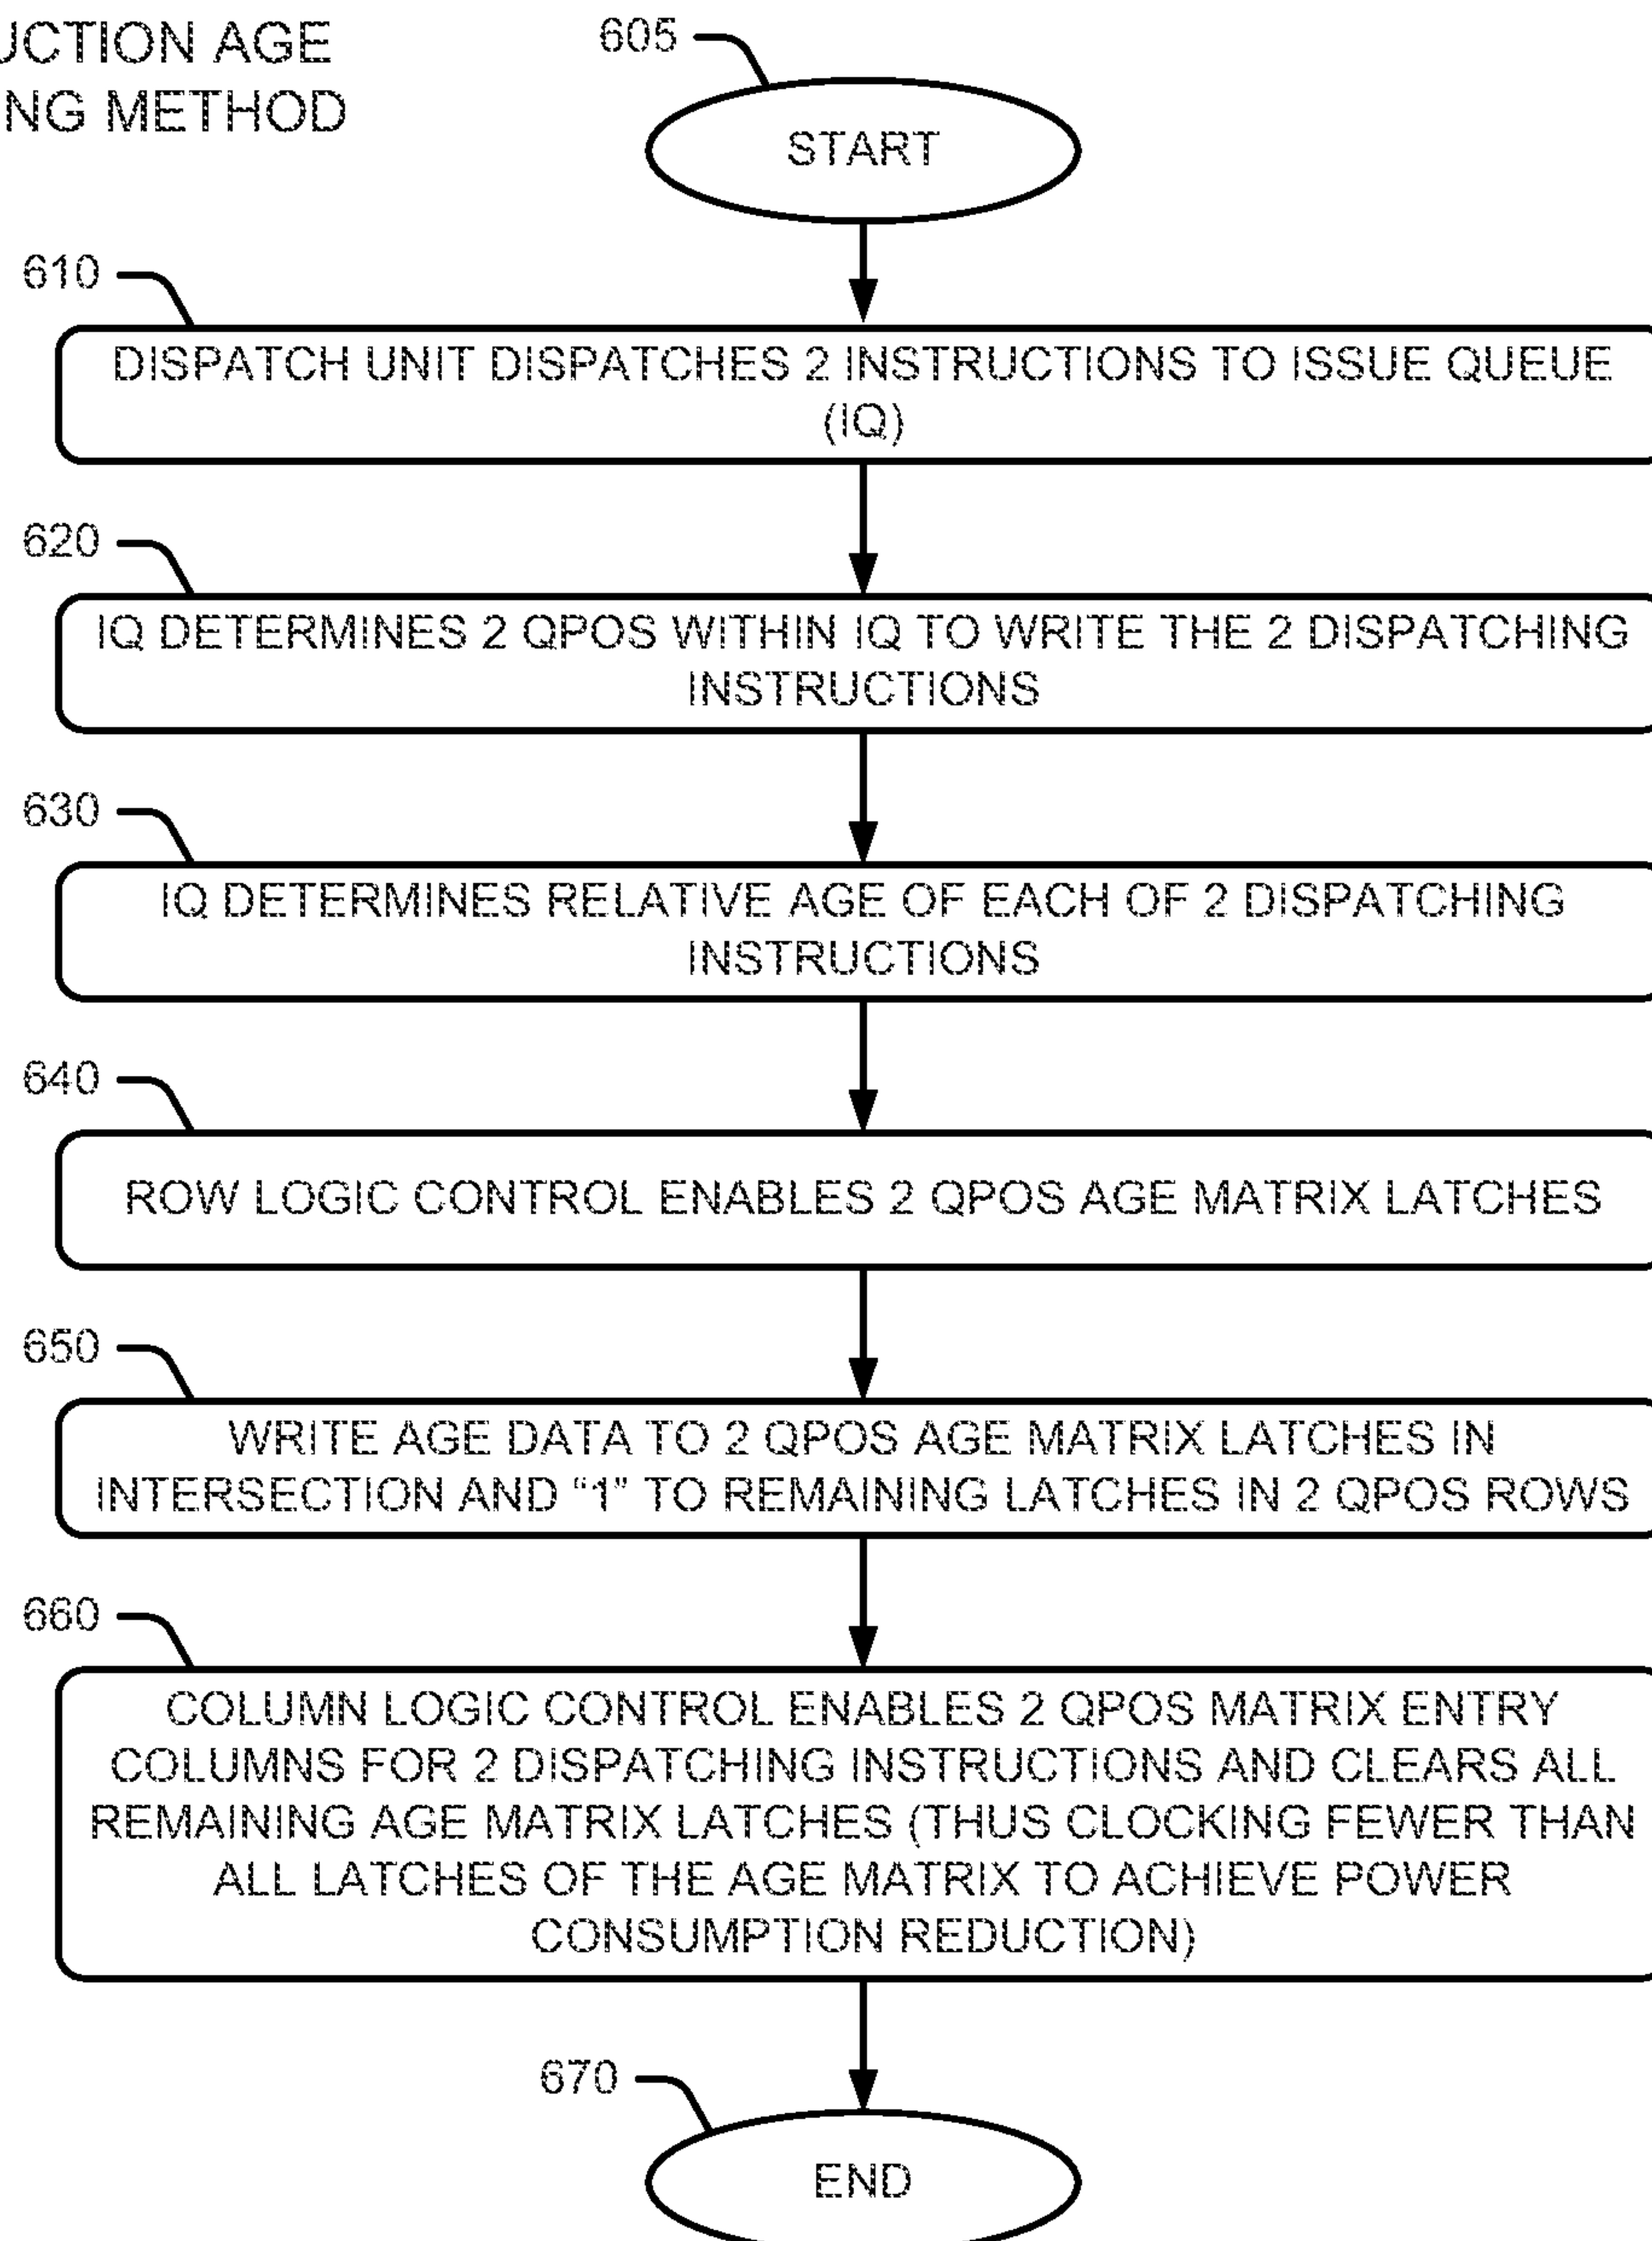 UCTION AGE
NG METHOD
605
START
610
DISPATCH UNIT DISPATCHES 2 INSTRUCTIONS TO ISSUE QUEUE
(IQ)
620
IQ DETERMINES 2 QPOS WITHIN IQ TO WRITE THE 2 DISPATCHING
INSTRUCTIONS
630
IQ DETERMINES RELATIVE AGE OF EACH OF 2 DISPATCHING
INSTRUCTIONS
640
ROW LOGIC CONTROL ENABLES 2 QPOS AGE MATRIX LATCHES
650
WRITE AGE DATA TO 2 QPOS AGE MATRIX LATCHES IN
INTERSECTION AND “1” TO REMAINING LATCHES IN 2 QPOS ROWS
660
COLUMN LOGIC CONTROL ENABLES 2 QPOS MATRIX ENTRY
COLUMNS FOR 2 DISPATCHING INSTRUCTIONS AND CLEARS ALL
REMAINING AGE MATRIX LATCHES (THUS CLOCKING FEWER THAN
ALL LATCHES OF THE AGE MATRIX TO ACHIEVE POWER
CONSUMPTION REDUCTION)
670
END